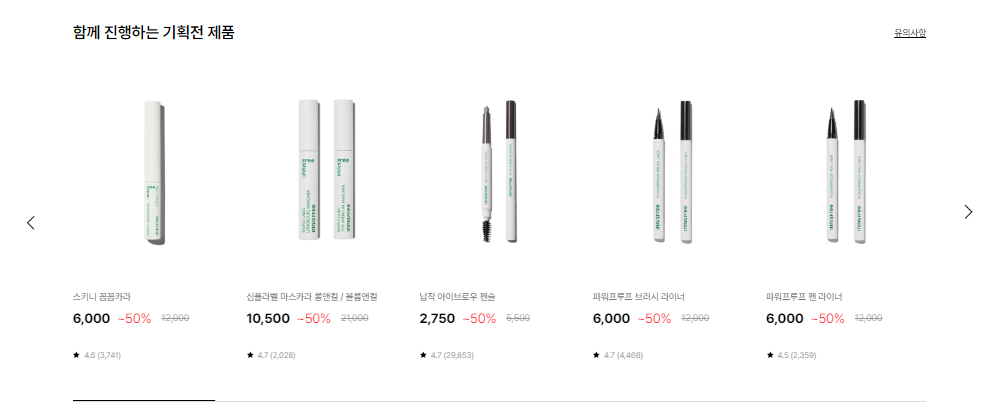 함께 진행하는 기획전 제품
유의사항
innisfree
innisfree
innisfree
스키니 꼼꼼카라
6,000 ~50% 12,000
★ 4.6 (3,741)
심플라벨 마스카라 롱앤컬 / 볼륨앤컬
10,500 ~50% 21,000
★ 4.7 (2,028)
납작 아이브로우 펜슬
2,750 ~50% 5,500
★ 4.7 (29,853)
파워프루프 브러시 라이너
6,000 ~50% 12,000
★ 4.7 (4,468)
파워프루프 펜 라이너
6,000 ~50% 12,000
★ 4.5 (2,359)